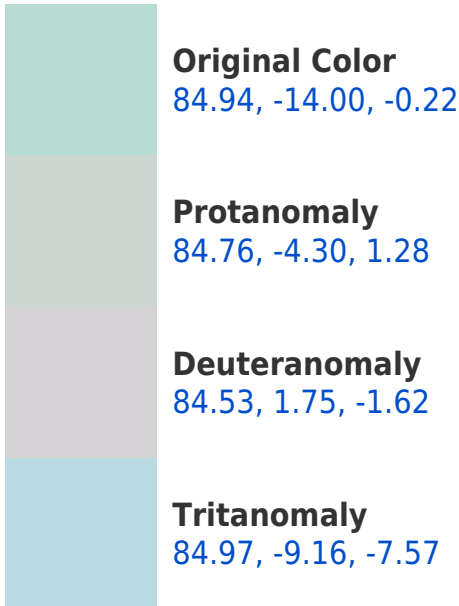 Original Color
84.94, -14.00, -0.22
Protanomaly
84.76, -4.30, 1.28
Deuteranomaly
84.53, 1.75, -1.62
Tritanomaly
84.97, -9.16, -7.57